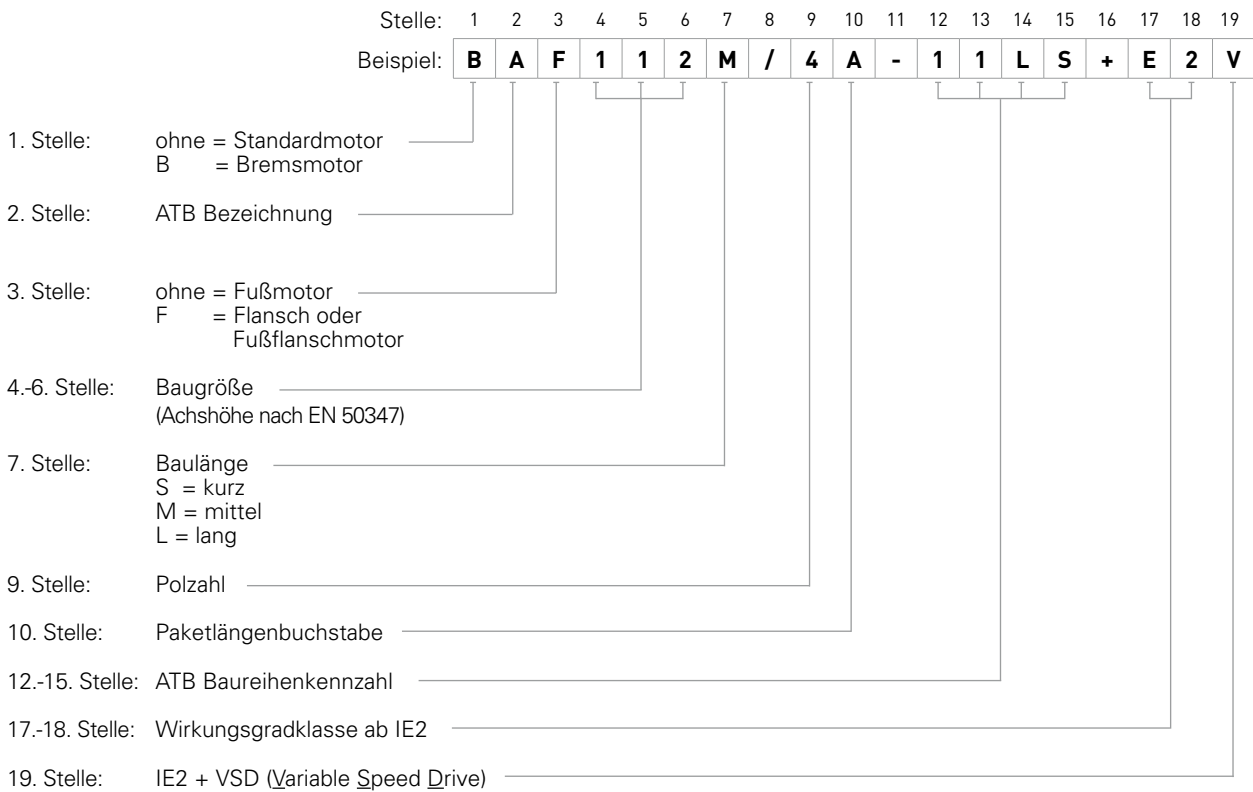 Stelle: 1 2 3 4 5 6 7 8 9 10 11 12 13 14 15 16 17 18 19
Beispiel: B A F 1 1 2 M / 4 A - 1 1 L S + E 2 V
1. Stelle: ohne = Standardmotor
B = Bremsmotor
2. Stelle: ATB Bezeichnung
3. Stelle: ohne = Fußmotor
F = Flansch oder
Fußflanschmotor
4.-6. Stelle: Baugröße
(Achshöhe nach EN 50347)
7. Stelle: Baulänge
S = kurz
M = mittel
L = lang
9. Stelle: Polzahl
10. Stelle: Paketlängenbuchstabe
12.-15. Stelle: ATB Baureihenkennzahl
17.-18. Stelle: Wirkungsgradklasse ab IE2
19. Stelle: IE2 + VSD (Variable Speed Drive)